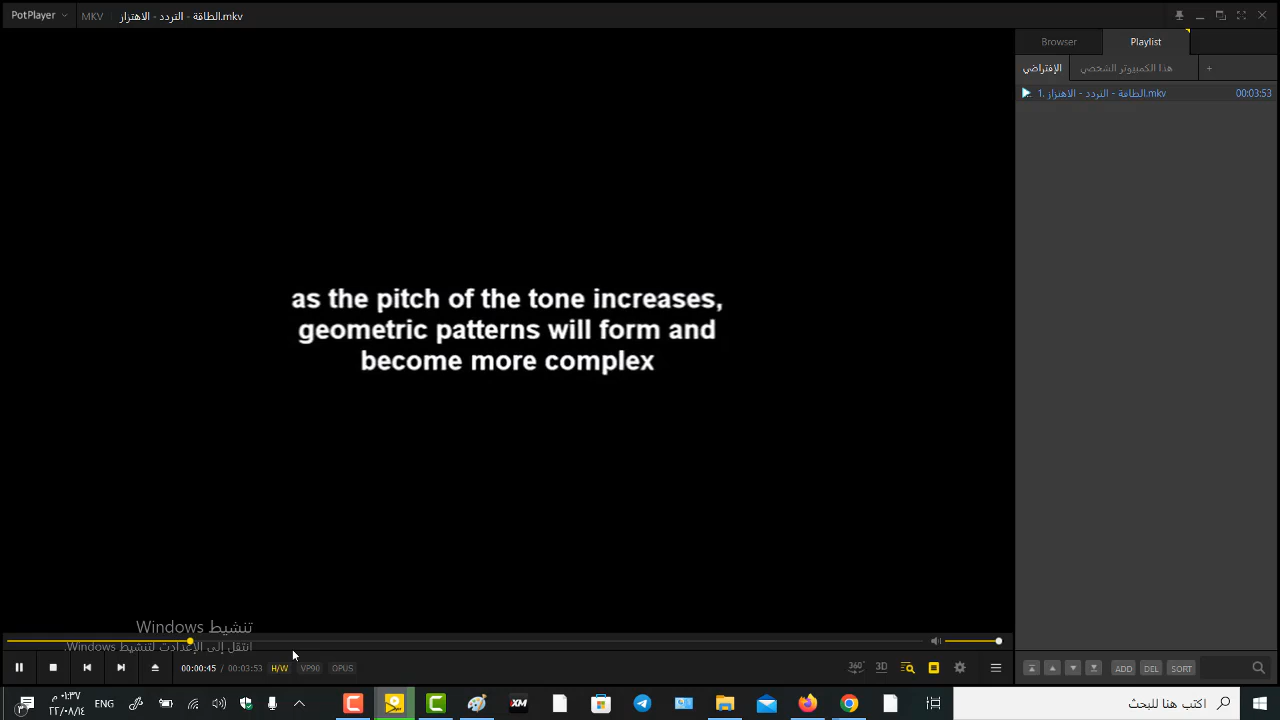 PotPlayer
MKV
الطاقة - التردد - الاهتزاز.mkv
Browser
Playlist
الإفتراضي
هذا الكمبيوتر الشخصي
+
1. الطاقة - التردد - الاهتزاز.mkv
00:03:53
as the pitch of the tone increases,
geometric patterns will form and
become more complex
تنشيط Windows
انتقل إلى الإعدادات لتنشيط Windows.
00:00:45 / 00:03:53
H/W
VP90
OPUS
360°
3D
ADD
DEL
SORT
ENG
XM
اكتب هنا للبحث